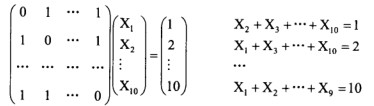 ( 0 1 ⋯ 1 ) ( X₁ ) ( 1 ) X₂ + X₃ + ⋯ + X₁₀ = 1
( 1 0 ⋯ 1 ) ( X₂ ) = ( 2 ) X₁ + X₃ + ⋯ + X₁₀ = 2
( ⋯ ⋯ ⋯ ⋯ ) ( ⋮ ) ( ⋮ ) ⋯
( 1 1 ⋯ 0 ) ( X₁₀ ) ( 10 ) X₁ + X₂ + ⋯ + X₉ = 10